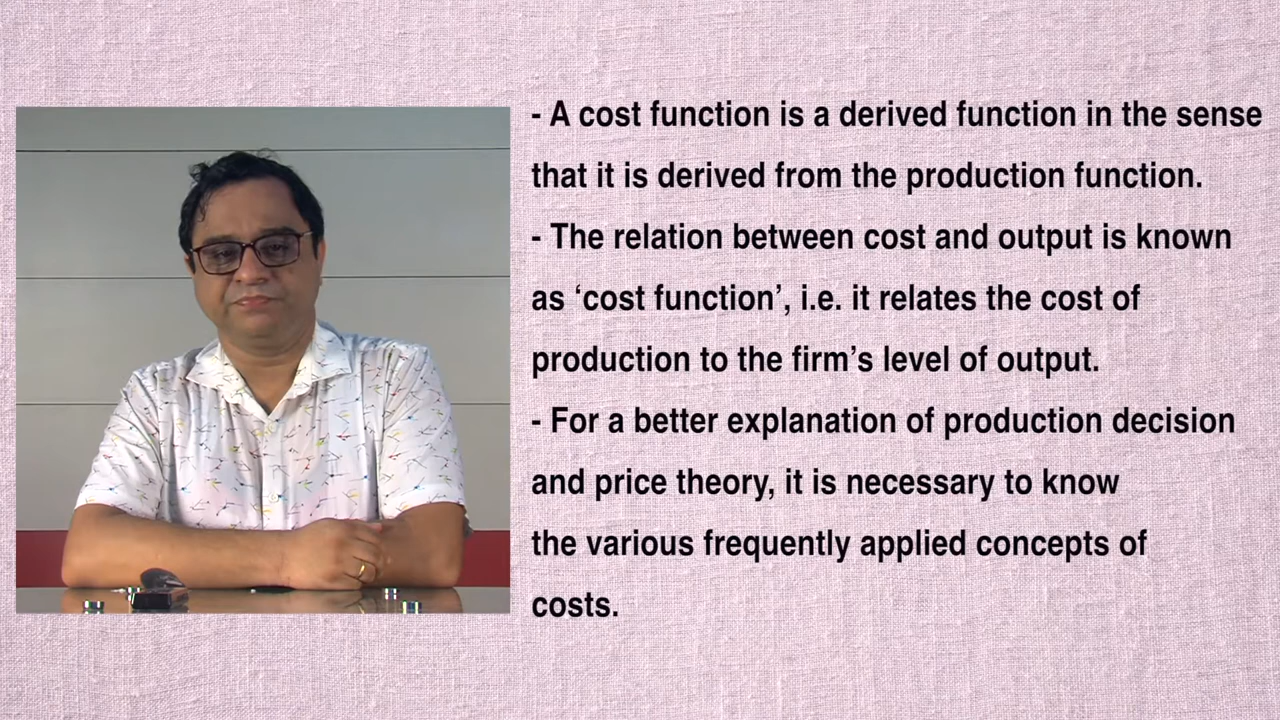 - A cost function is a derived function in the sense
that it is derived from the production function.
- The relation between cost and output is known
as ‘cost function’, i.e. it relates the cost of
production to the firm’s level of output.
- For a better explanation of production decision
and price theory, it is necessary to know
the various frequently applied concepts of
costs.